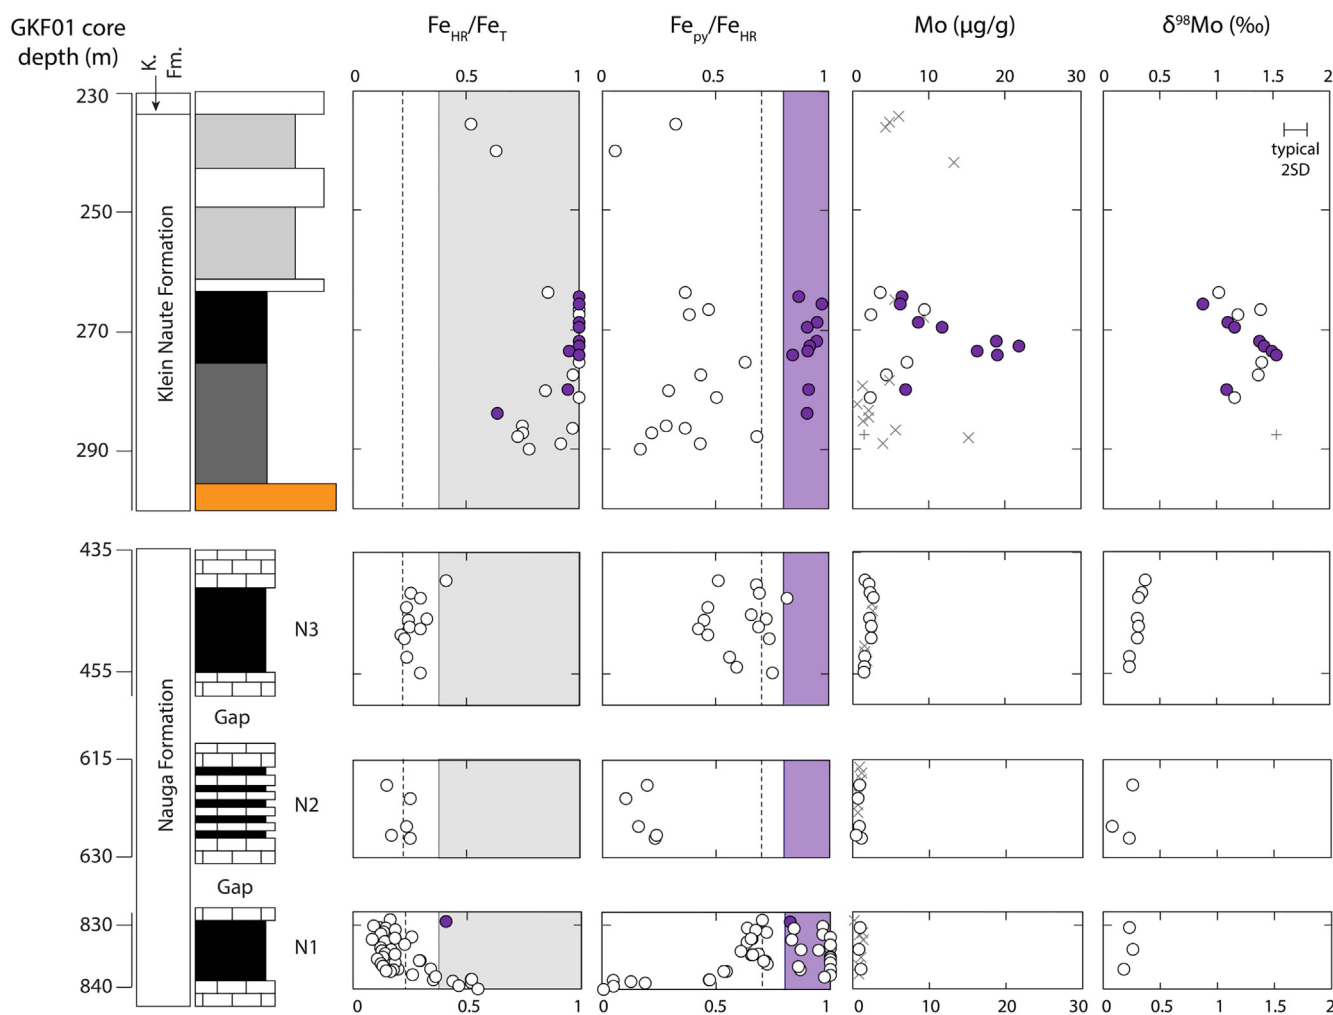 GKF01 core
depth (m)
K.
Fm.
Fe_HR/Fe_T
Fe_py/Fe_HR
Mo (µg/g)
δ⁹⁸Mo (‰)
0 0.5 1
0 0.5 1
0 10 20 30
0 0.5 1 1.5 2
230
250
270
290
Klein Naute Formation
typical
2SD
435
455
N3
Gap
Nauga Formation
615
630
N2
Gap
830
840
N1
0 0.5 1
0 0.5 1
0 10 20 30
0 0.5 1 1.5 2